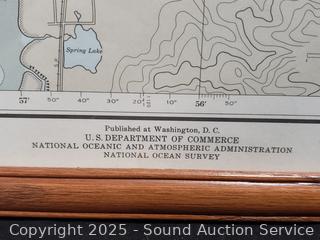 Spring Lake
57' 50" 40" 30" 20" 10" 56' 50"
Published at Washington, D. C.
U. S. DEPARTMENT OF COMMERCE
NATIONAL OCEANIC AND ATMOSPHERIC ADMINISTRATION
NATIONAL OCEAN SURVEY
Copyright 2025 - Sound Auction Service